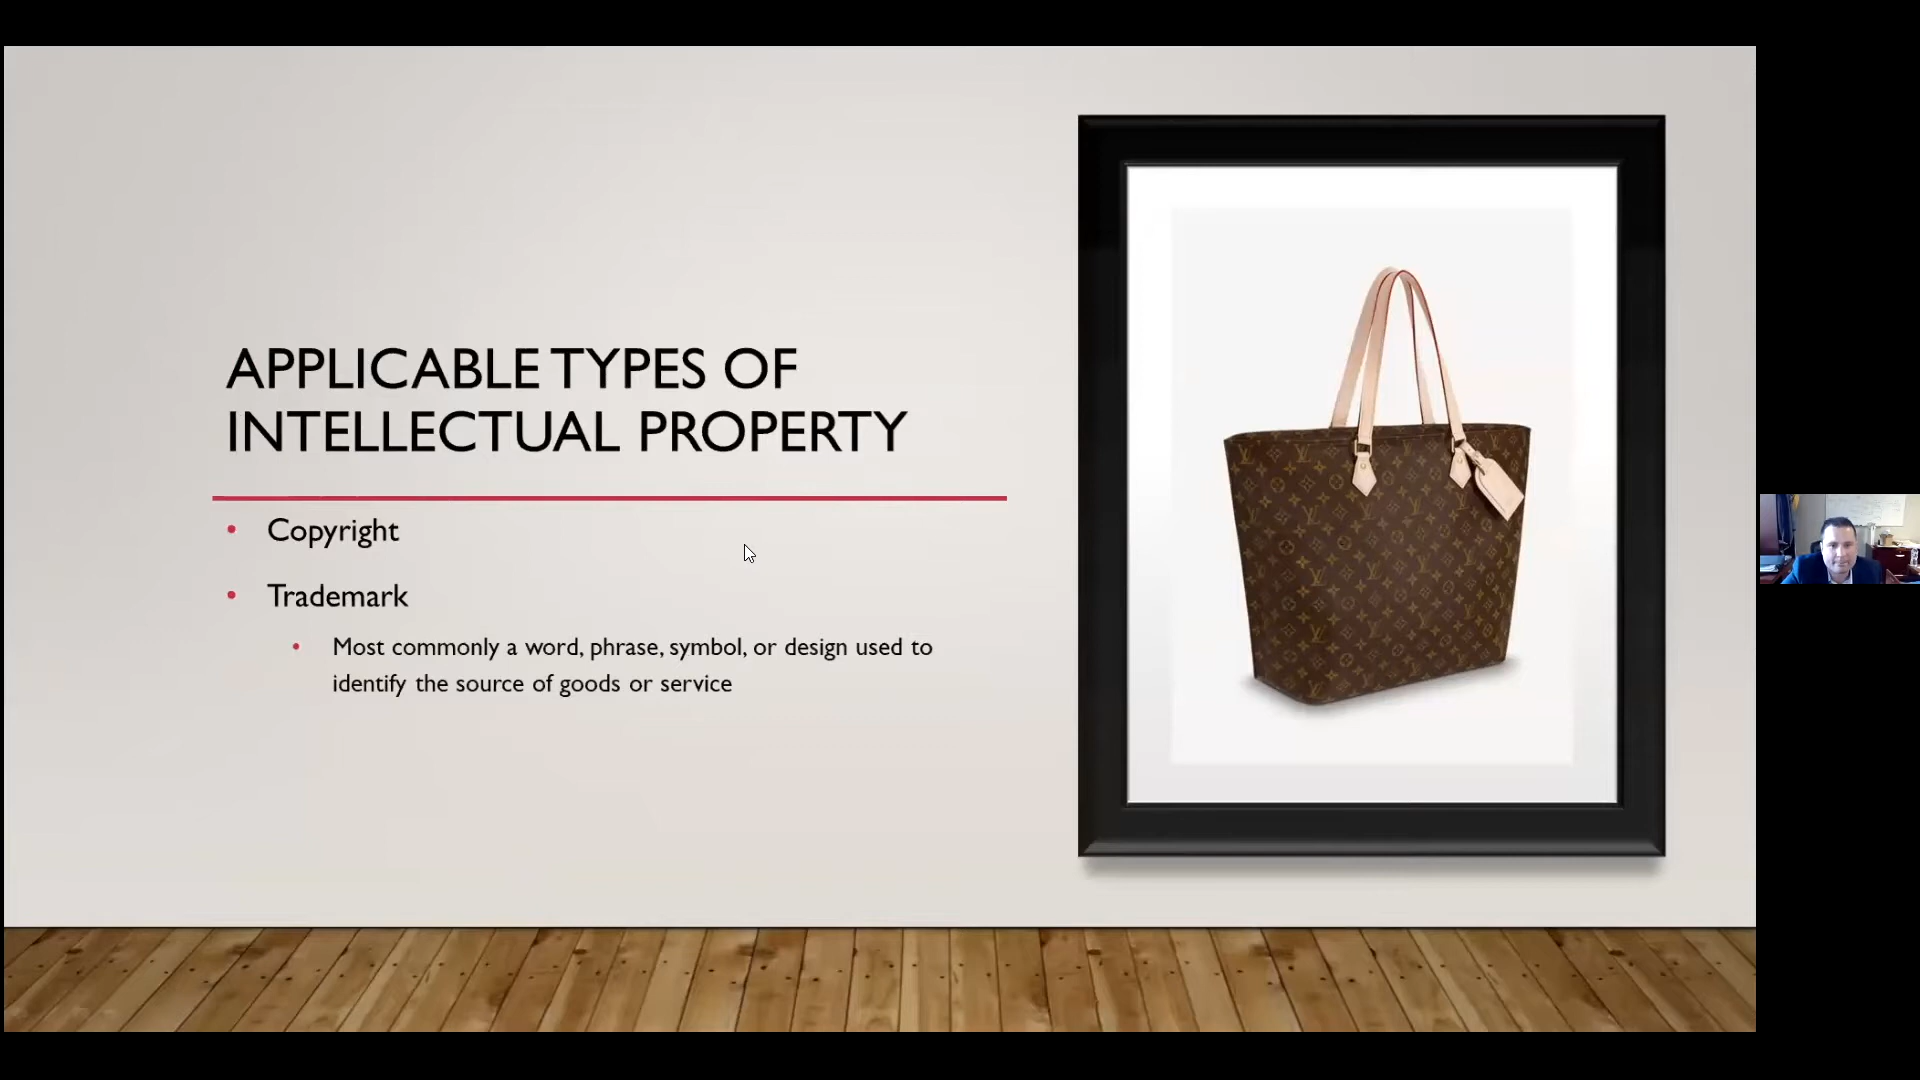 APPLICABLE TYPES OF
INTELLECTUAL PROPERTY
• Copyright
• Trademark
• Most commonly a word, phrase, symbol, or design used to
identify the source of goods or service